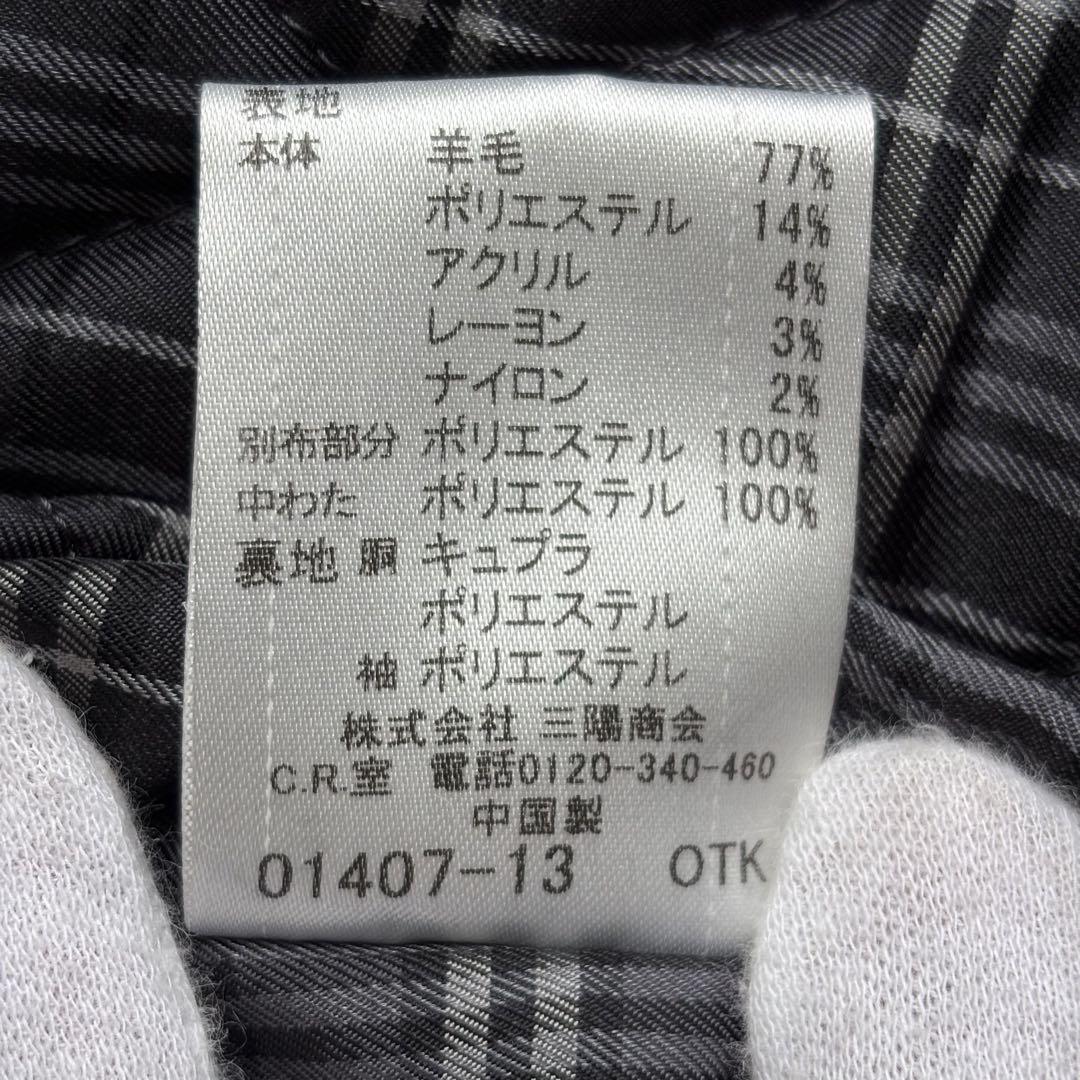 表地
本体 羊毛 77%
ポリエステル 14%
アクリル 4%
レーヨン 3%
ナイロン 2%
別布部分 ポリエステル 100%
中わた ポリエステル 100%
裏地 胴 キュプラ
ポリエステル
袖 ポリエステル
株式会社 三陽商会
C.R.室 電話0120-340-460
中国製
01407-13 OTK